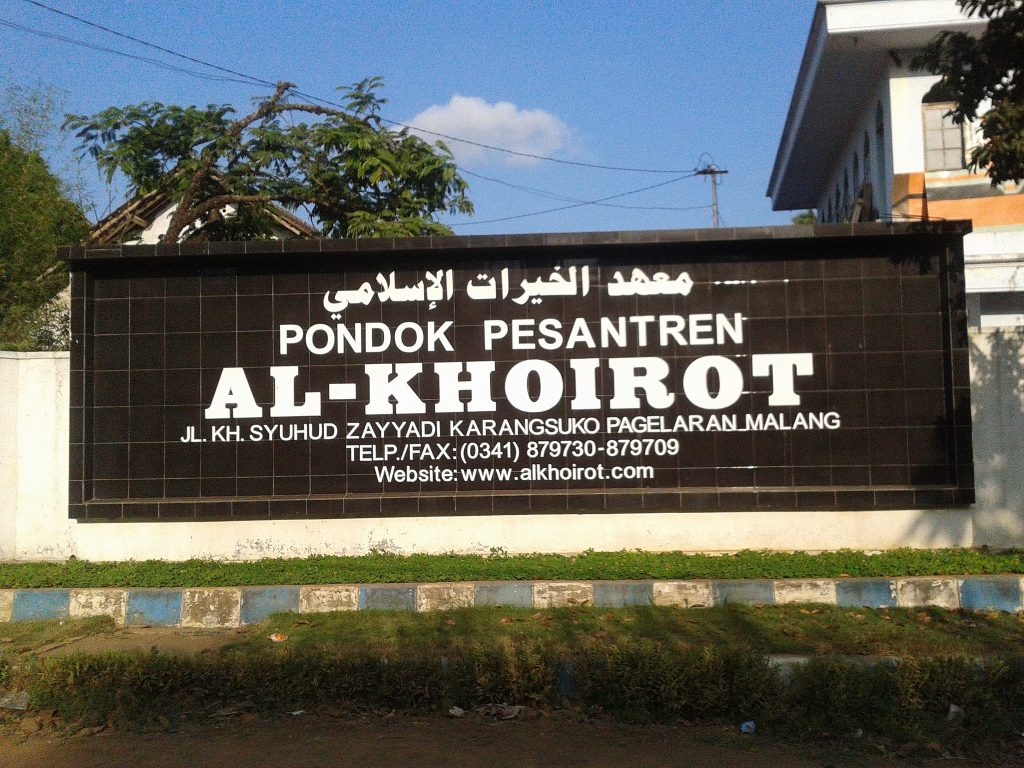 معهد الخيرات الإسلامي
PONDOK PESANTREN
AL-KHOIROT
JL. KH. SYUHUD ZAYYADI KARANGSUKO PAGELARAN MALANG
TELP./FAX: (0341) 879730-879709
Website: www.alkhoirot.com